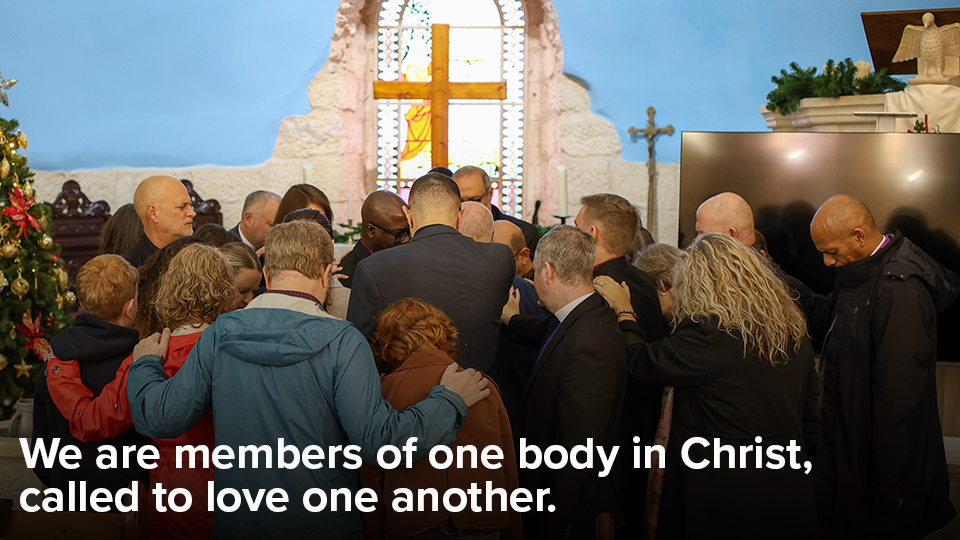 We are members of one body in Christ,
called to love one another.